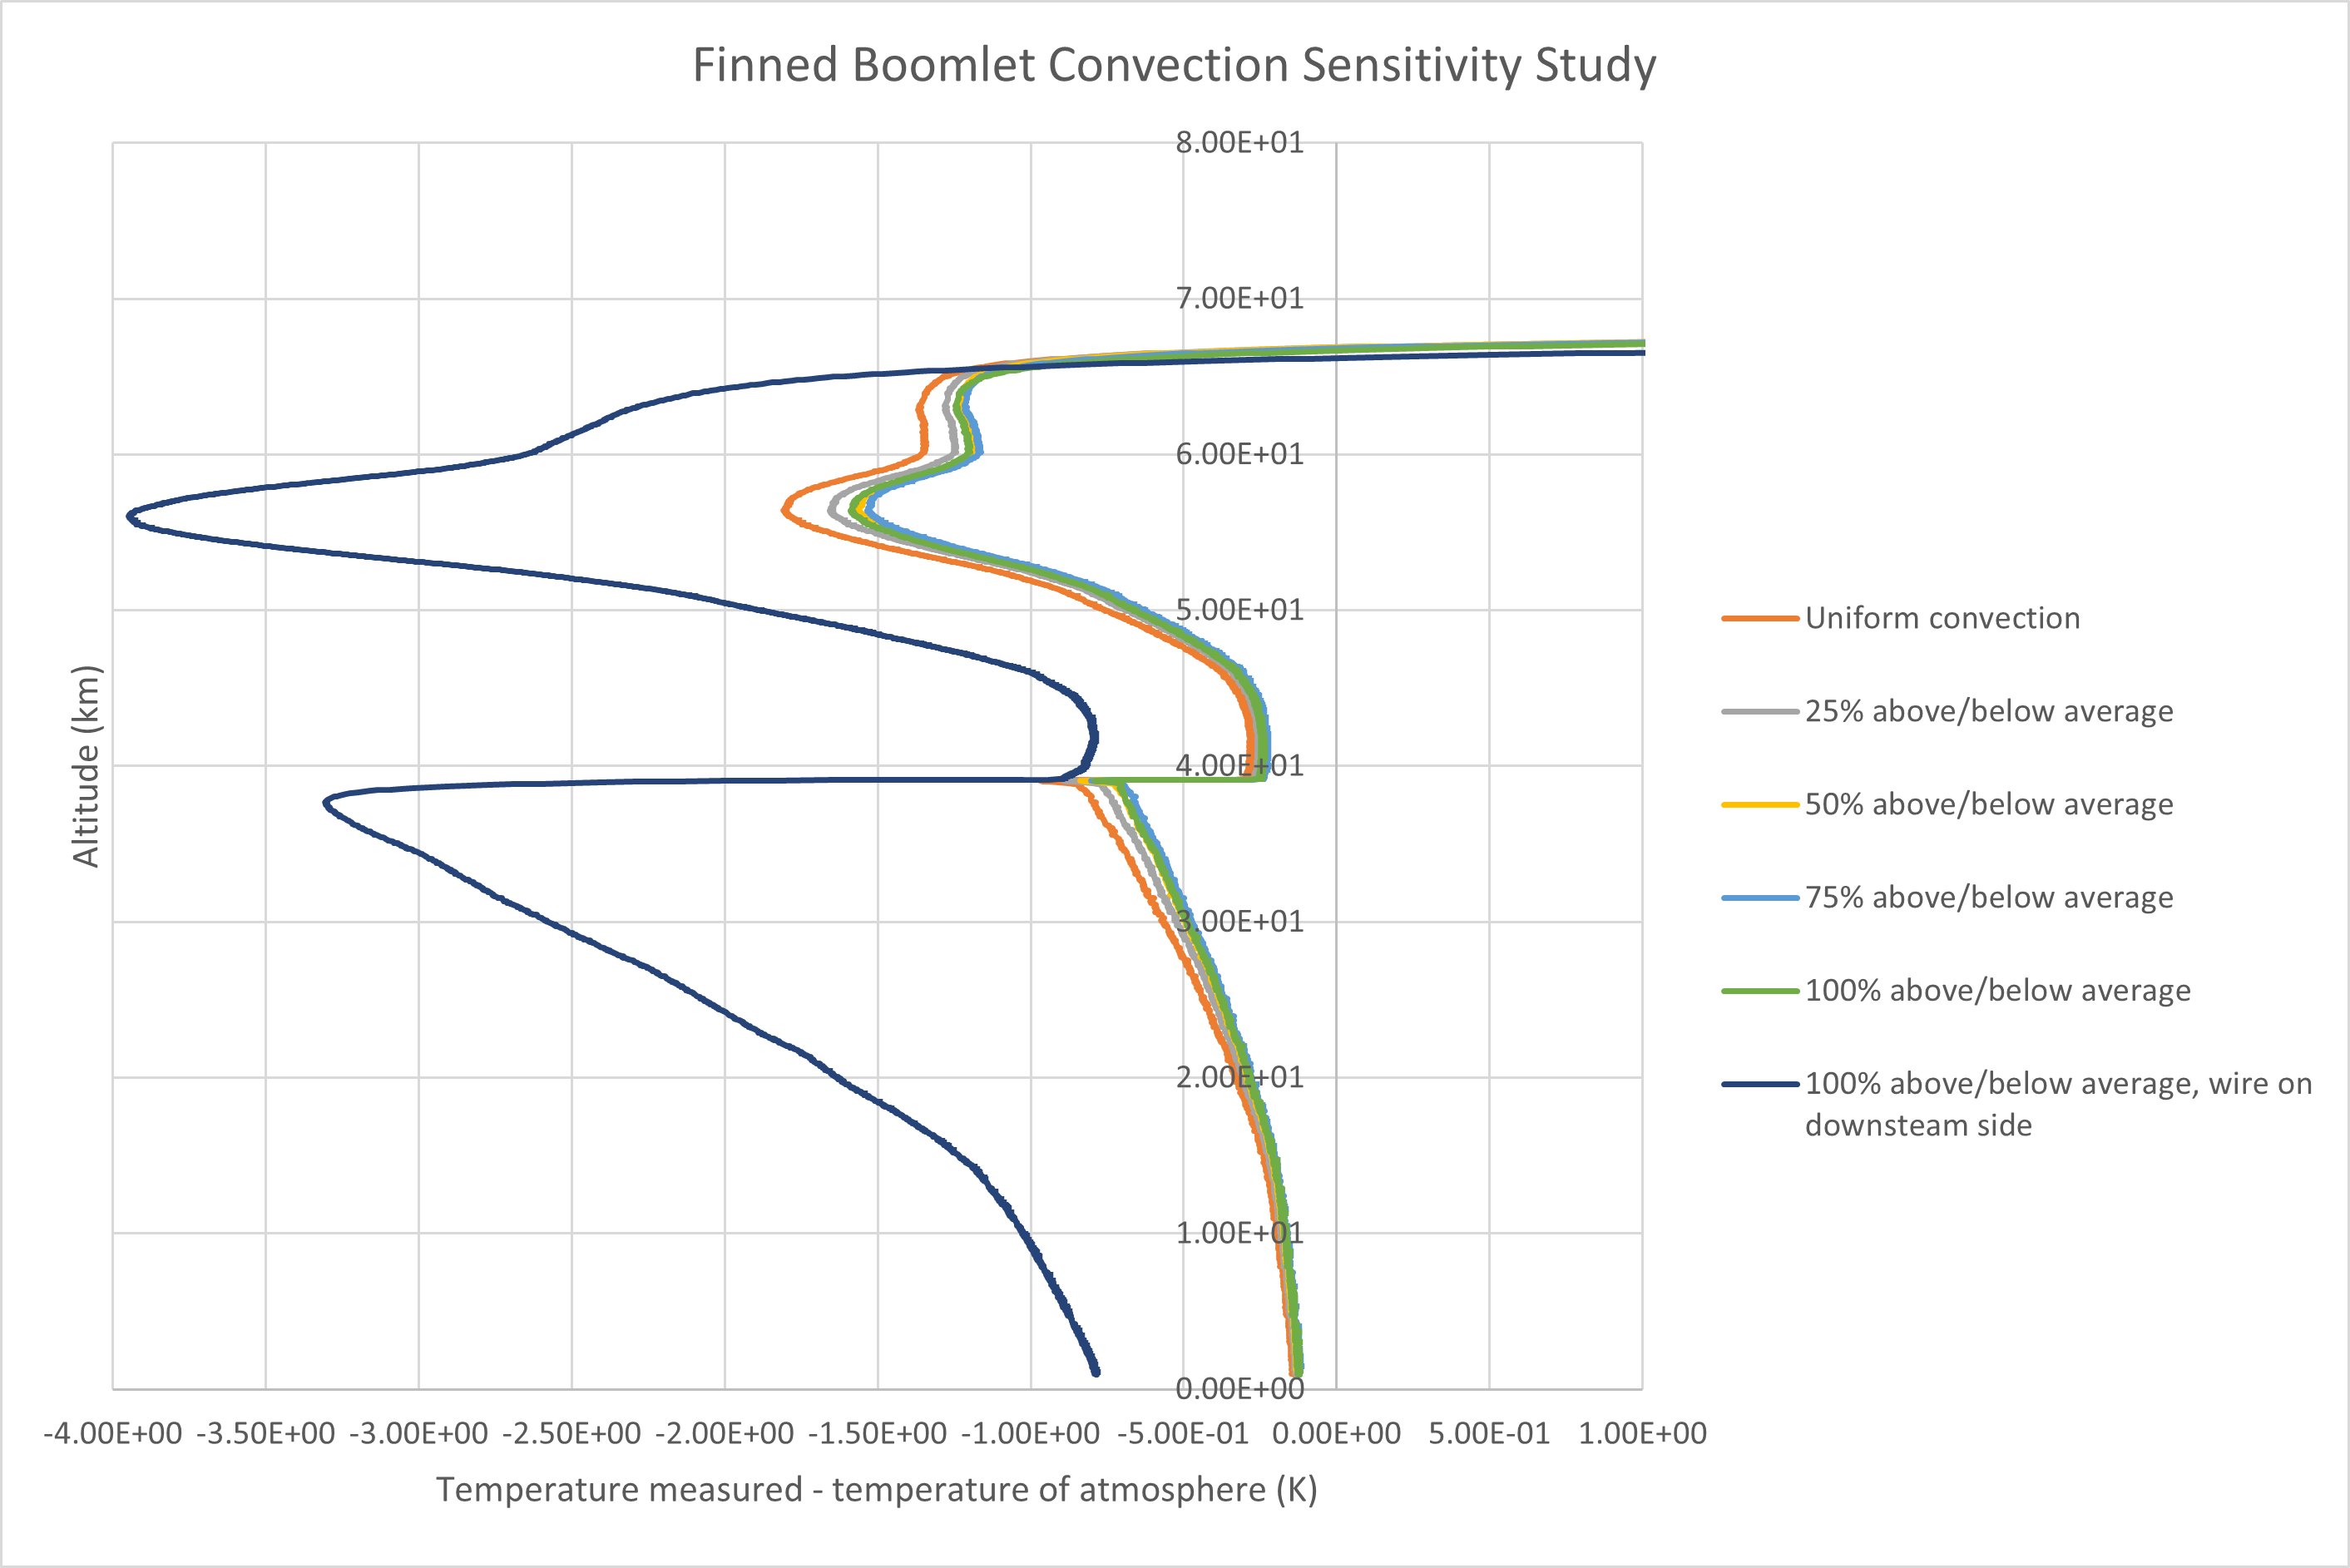 Finned Boomlet Convection Sensitivity Study
8.00E+01
7.00E+01
6.00E+01
5.00E+01
4.00E+01
3.00E+01
2.00E+01
1.00E+01
0.00E+00
Altitude (km)
-4.00E+00 -3.50E+00 -3.00E+00 -2.50E+00 -2.00E+00 -1.50E+00 -1.00E+00 -5.00E-01 0.00E+00 5.00E-01 1.00E+00
Temperature measured - temperature of atmosphere (K)
Uniform convection
25% above/below average
50% above/below average
75% above/below average
100% above/below average
100% above/below average, wire on
downsteam side